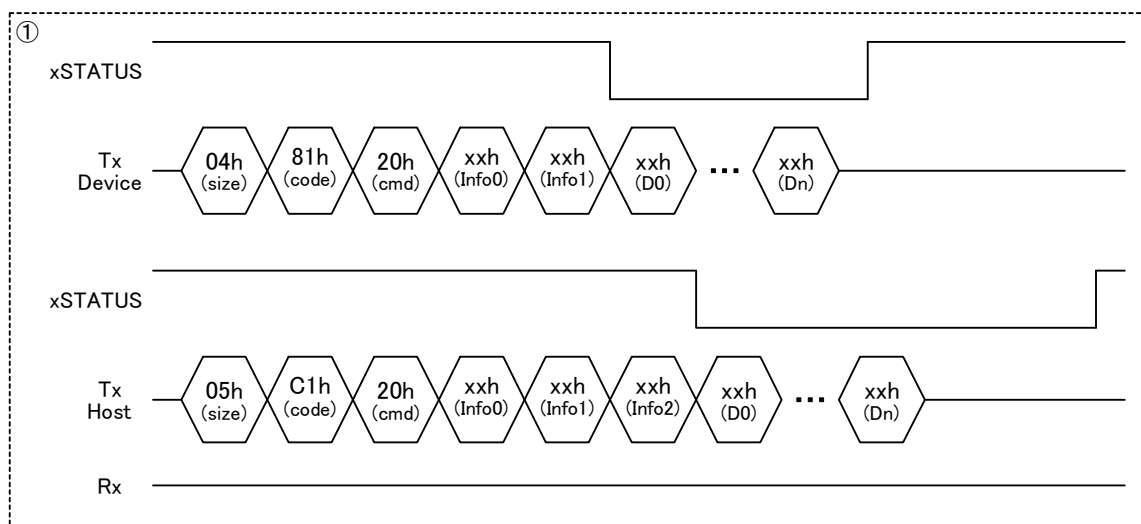 ①
xSTATUS
Tx
Device
04h
(size)
81h
(code)
20h
(cmd)
xxh
(Info0)
xxh
(Info1)
xxh
(D0)
...
xxh
(Dn)
xSTATUS
Tx
Host
05h
(size)
C1h
(code)
20h
(cmd)
xxh
(Info0)
xxh
(Info1)
xxh
(Info2)
xxh
(D0)
...
xxh
(Dn)
Rx